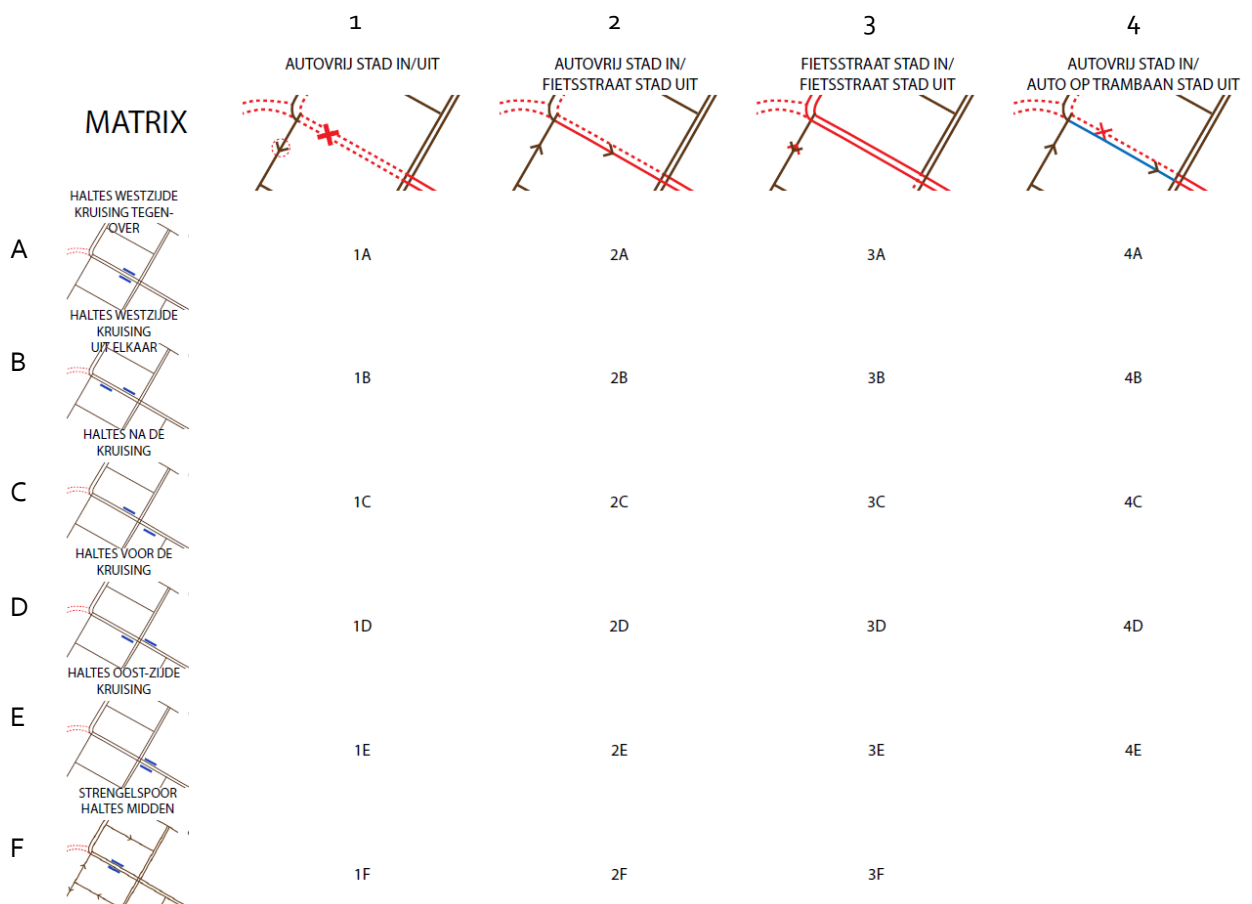 1 2 3 4
AUTOVRIJ STAD IN/UIT
AUTOVRIJ STAD IN/
FIETSSTRAAT STAD UIT
FIETSSTRAAT STAD IN/
FIETSSTRAAT STAD UIT
AUTOVRIJ STAD IN/
AUTO OP TRAMBAAN STAD UIT
MATRIX
HALTES WESTZIJDE
KRUISING TEGEN-
OVER
A 1A 2A 3A 4A
HALTES WESTZIJDE
KRUISING
UIT ELKAAR
B 1B 2B 3B 4B
HALTES NA DE
KRUISING
C 1C 2C 3C 4C
HALTES VOOR DE
KRUISING
D 1D 2D 3D 4D
HALTES OOST-ZIJDE
KRUISING
E 1E 2E 3E 4E
STRENGELSPOOR
HALTES MIDDEN
F 1F 2F 3F